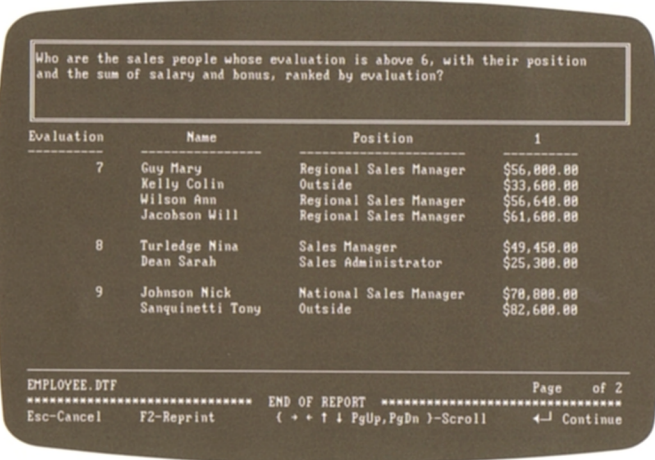 Who are the sales people whose evaluation is above 6, with their position
and the sum of salary and bonus, ranked by evaluation?
Evaluation Name Position 1
7 Guy Mary Regional Sales Manager $56,000.00
Kelly Colin Outside $33,600.00
Wilson Ann Regional Sales Manager $56,640.00
Jacobson Will Regional Sales Manager $61,600.00
8 Turledge Nina Sales Manager $49,450.00
Dean Sarah Sales Administrator $25,300.00
9 Johnson Nick National Sales Manager $70,800.00
Sanquinetti Tony Outside $82,600.00
EMPLOYEE.DTF Page of 2
END OF REPORT
Esc-Cancel F2-Reprint { → ← ↑ ↓ PgUp,PgDn }-Scroll ↵ Continue